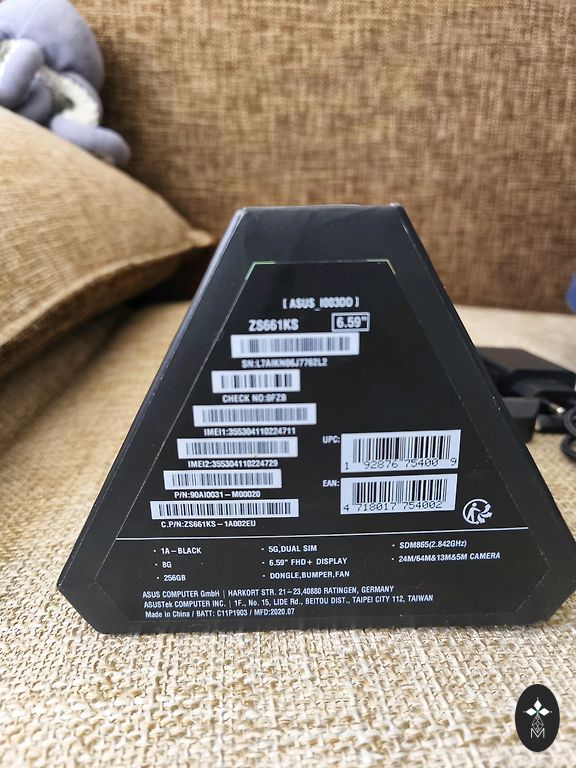 [ ASUS_I003DD ]
ZS661KS 6.59"
SN:L7AIKN06J7762L2
CHECK NO:0FZB
IMEI1:355304110224711
IMEI2:355304110224729
P/N:90AI0031-M00020
C.P/N:ZS661KS-1A002EU
UPC:
1 92876 75400 9
EAN:
4 718017 754002
· 1A-BLACK
· 8G
· 256GB
· 5G,DUAL SIM
· 6.59" FHD+ DISPLAY
· DONGLE,BUMPER,FAN
· SDM865(2.842GHz)
· 24M/64M&13M&5M CAMERA
ASUS COMPUTER GmbH | HARKORT STR. 21-23,40880 RATINGEN, GERMANY
ASUSTek COMPUTER INC. | 1F., No. 15, LIDE Rd., BEITOU DIST., TAIPEI CITY 112, TAIWAN
Made in China / BATT: C11P1903 / MFD:2020.07
M